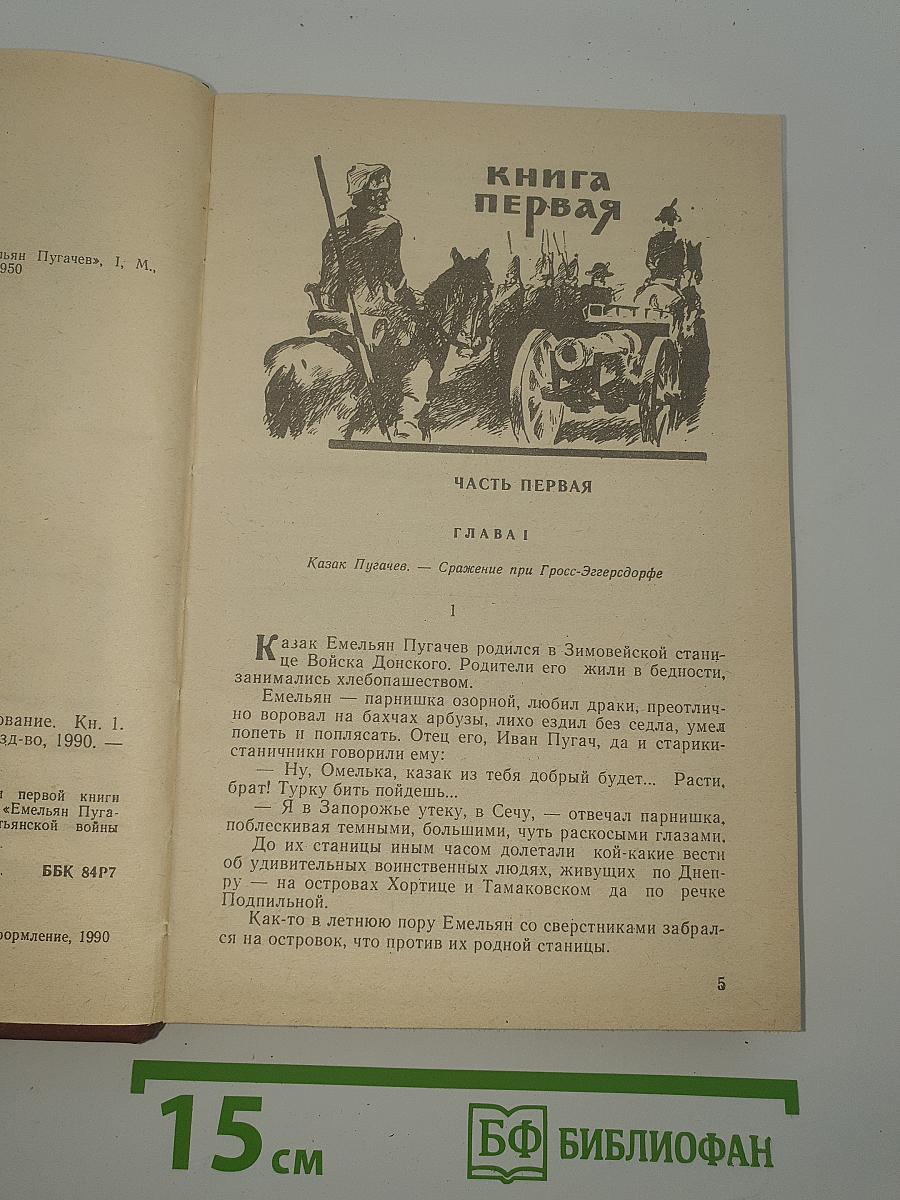 льян Пугачев», I, М.,
950
ование. Кн. 1.
зд-во, 1990. —
и первой книги
«Емельян Пуга-
тьянской войны
ББК 84Р7
формление, 1990
КНИГА
ПЕРВАЯ
ЧАСТЬ ПЕРВАЯ
ГЛАВА I
Казак Пугачев. — Сражение при Гросс-Эггерсдорфе
1
Казак Емельян Пугачев родился в Зимовейской стани-
це Войска Донского. Родители его жили в бедности,
занимались хлебопашеством.
Емельян — парнишка озорной, любил драки, преотлич-
но воровал на бахчах арбузы, лихо ездил без седла, умел
попеть и поплясать. Отец его, Иван Пугач, да и старики-
станичники говорили ему:
— Ну, Омелька, казак из тебя добрый будет... Расти,
брат! Турку бить пойдешь...
— Я в Запорожье утеку, в Сечу, — отвечал парнишка,
поблескивая темными, большими, чуть раскосыми глазами.
До их станицы иным часом долетали кой-какие вести
об удивительных воинственных людях, живущих по Днеп-
ру — на островах Хортице и Тамаковском да по речке
Подпильной.
Как-то в летнюю пору Емельян со сверстниками забрал-
ся на островок, что против их родной станицы.
5
15 см
БФ БИБЛИОФАН